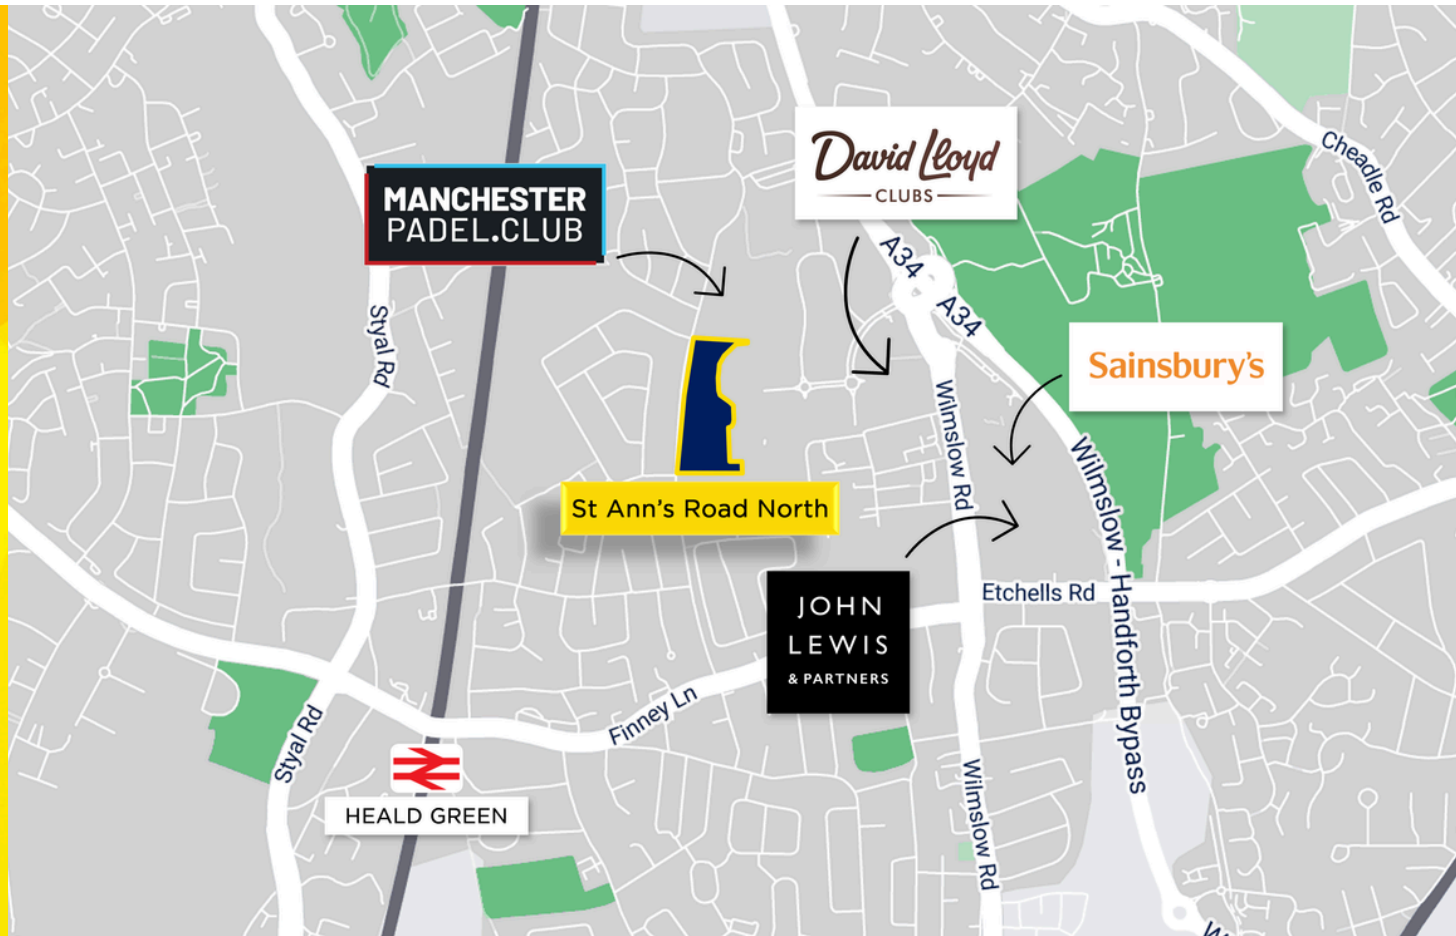 David Lloyd
CLUBS
Cheadle Rd
MANCHESTER
PADEL.CLUB
A34
A34
Styal Rd
Sainsbury's
Wilmslow Rd
St Ann's Road North
Wilmslow - Handforth Bypass
Etchells Rd
JOHN
LEWIS
& PARTNERS
Finney Ln
Styal Rd
HEALD GREEN
Wilmslow Rd